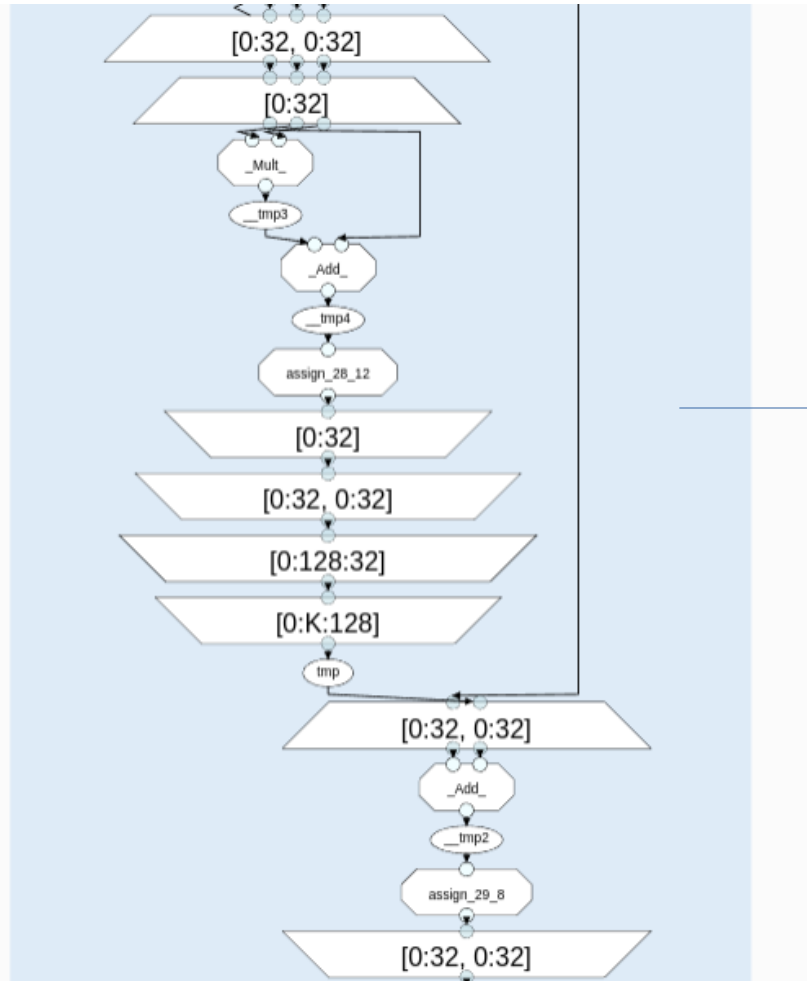 [0:32, 0:32]
[0:32]
_Mult_
__tmp3
_Add_
__tmp4
assign_28_12
[0:32]
[0:32, 0:32]
[0:128:32]
[0:K:128]
tmp
[0:32, 0:32]
_Add_
__tmp2
assign_29_8
[0:32, 0:32]